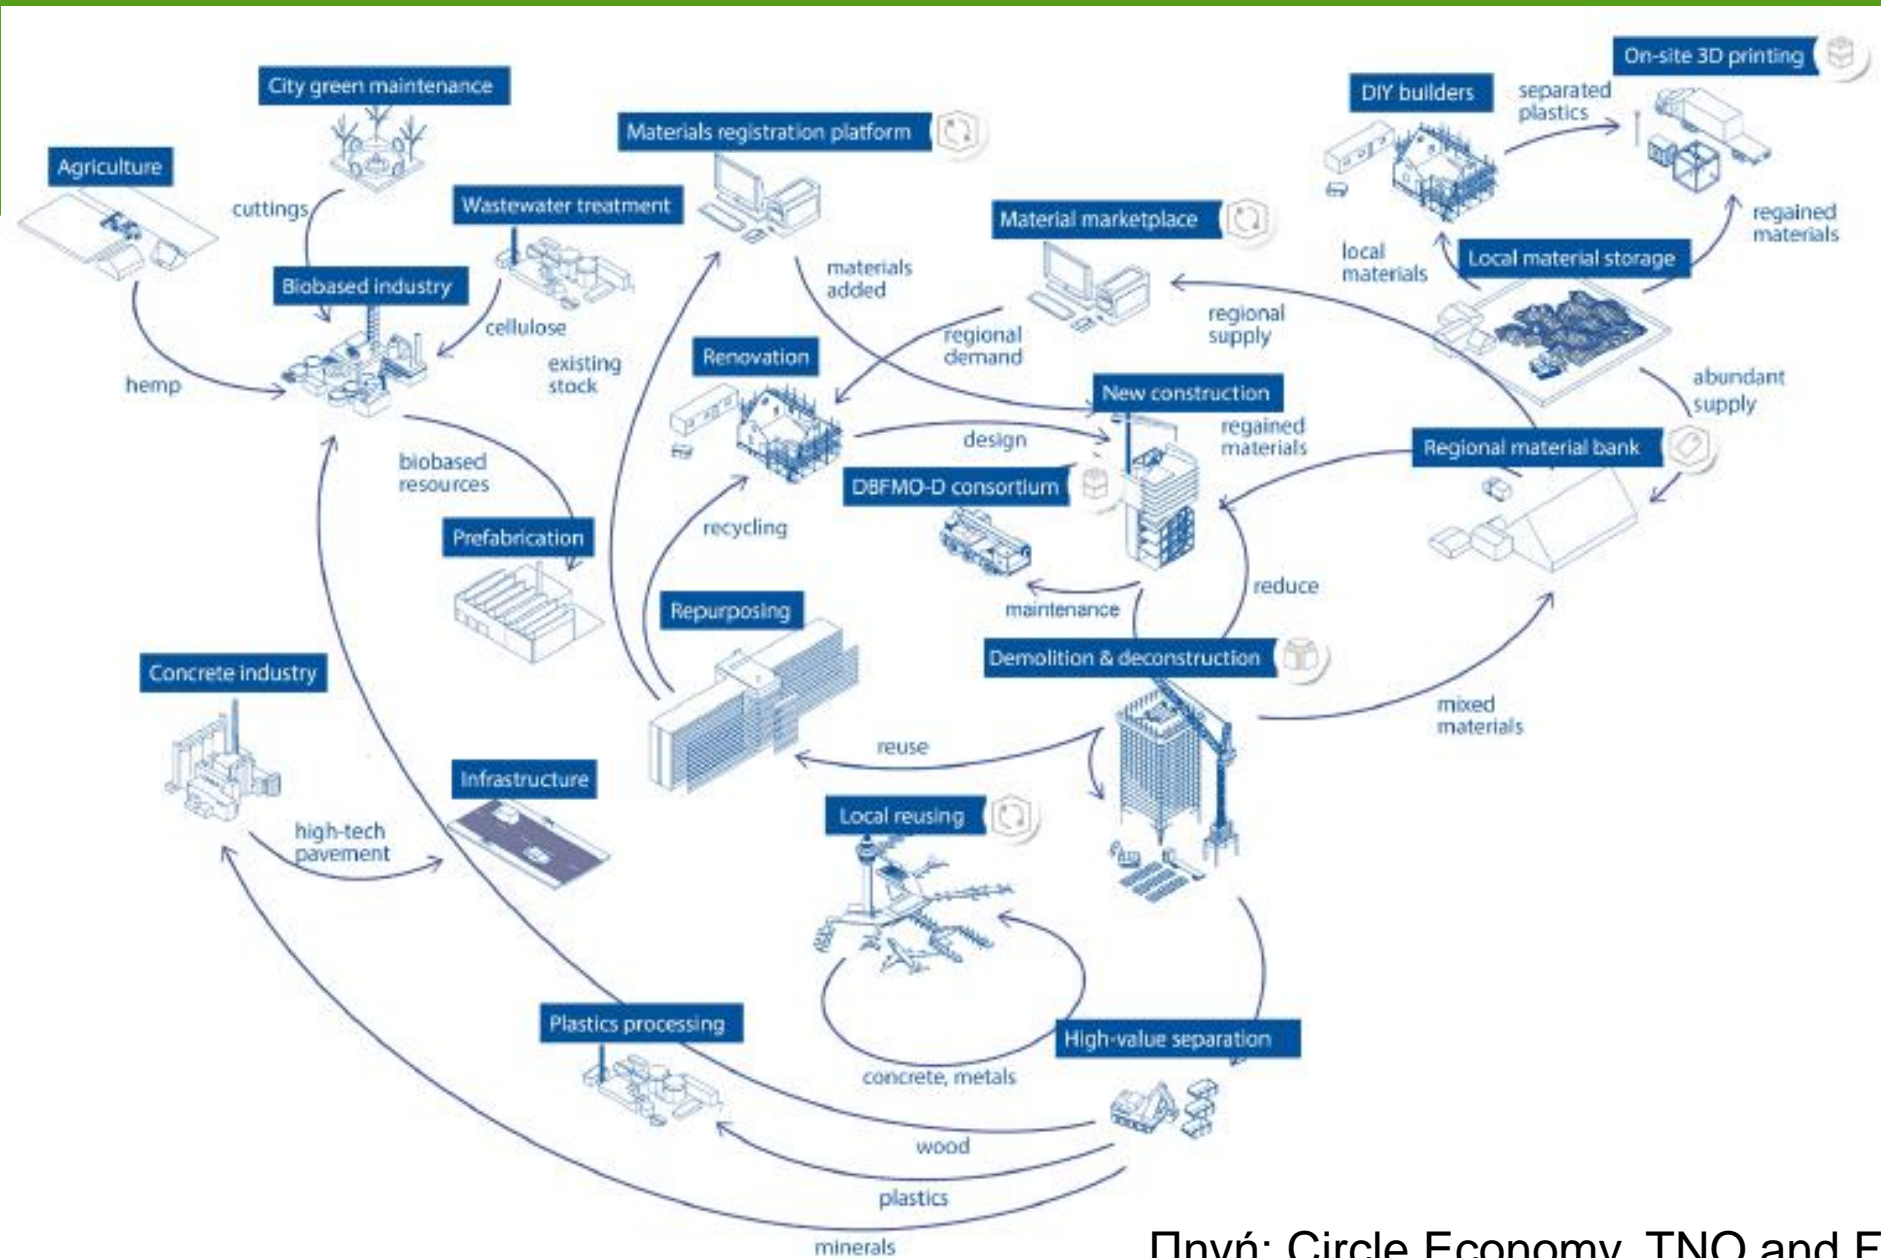 On-site 3D printing
City green maintenance
DIY builders
separated
plastics
Materials registration platform
Agriculture
cuttings
Wastewater treatment
Material marketplace
regained
materials
local
materials
Local material storage
materials
added
Biobased industry
cellulose
regional
supply
regional
demand
Renovation
existing
stock
hemp
abundant
supply
New construction
regained
materials
design
Regional material bank
biobased
resources
DBFMO-D consortium
recycling
Prefabrication
reduce
maintenance
Repurposing
Demolition & deconstruction
Concrete industry
mixed
materials
reuse
Infrastructure
Local reusing
high-tech
pavement
Plastics processing
High-value separation
concrete, metals
wood
plastics
minerals
Πηγή: Circle Economy, TNO and